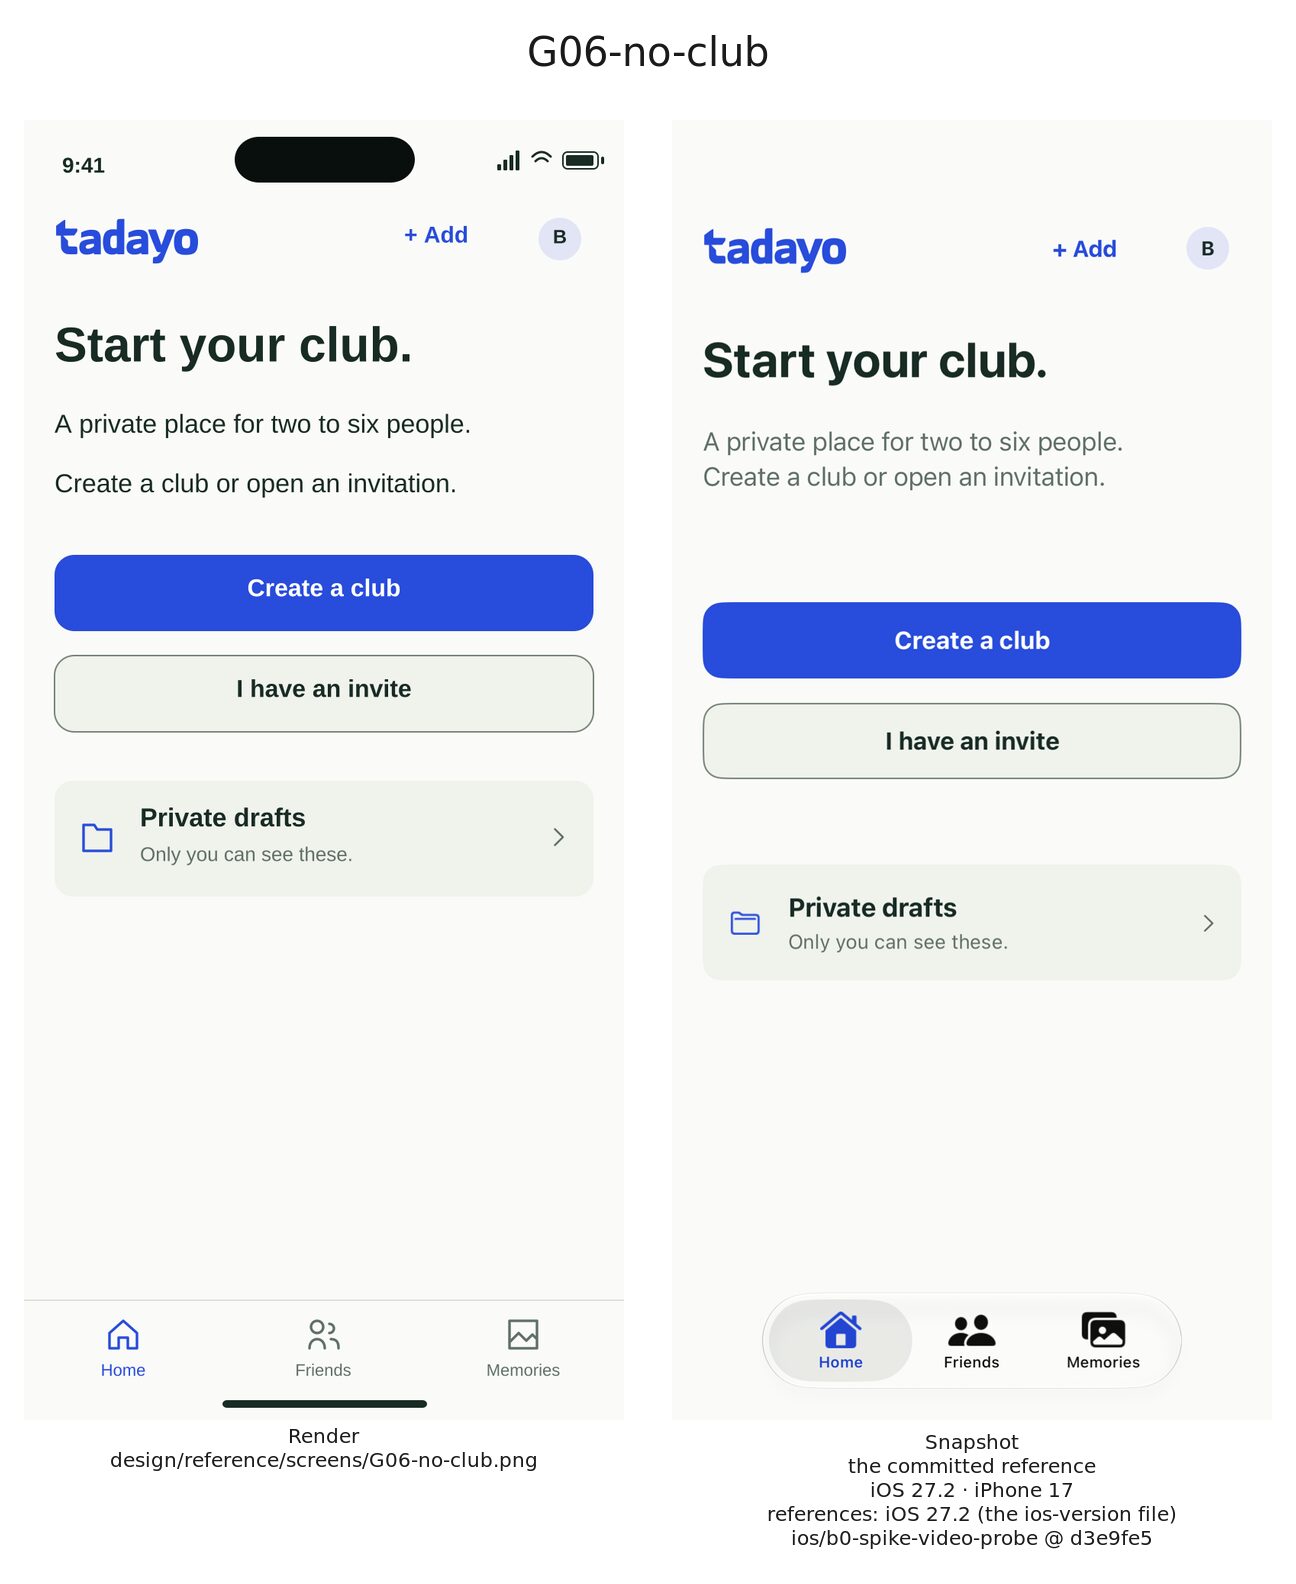 G06-no-club
9:41
tadayo
+ Add
B
Start your club.
A private place for two to six people.
Create a club or open an invitation.
Create a club
I have an invite
Private drafts
Only you can see these.
Home
Friends
Memories
Render
design/reference/screens/G06-no-club.png
tadayo
+ Add
B
Start your club.
A private place for two to six people.
Create a club or open an invitation.
Create a club
I have an invite
Private drafts
Only you can see these.
Home
Friends
Memories
Snapshot
the committed reference
iOS 27.2 · iPhone 17
references: iOS 27.2 (the ios-version file)
ios/b0-spike-video-probe @ d3e9fe5